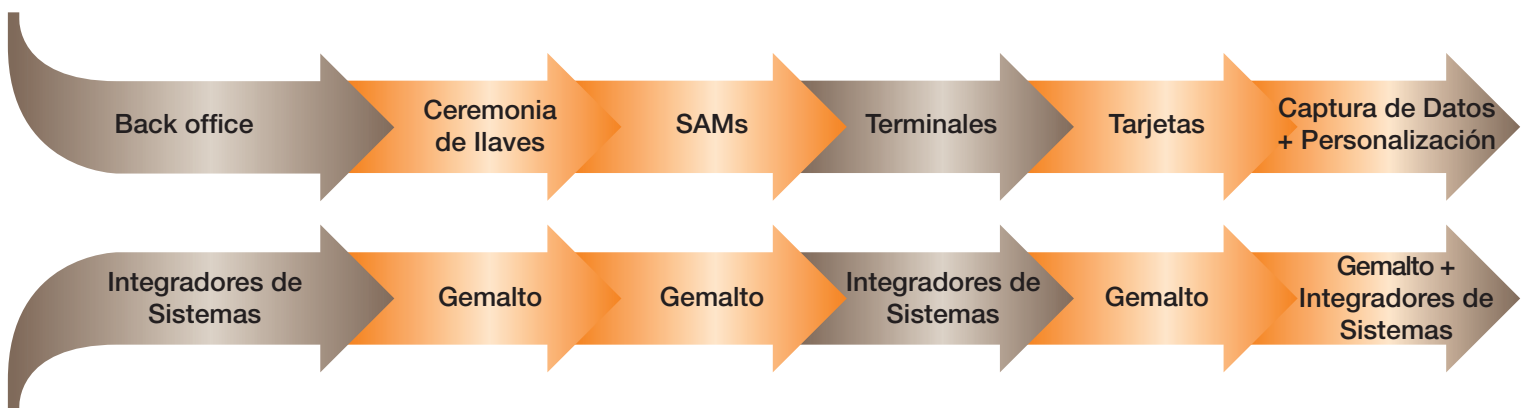 Back office
Ceremonia
de llaves
SAMs
Terminales
Tarjetas
Captura de Datos
+ Personalización
Integradores de
Sistemas
Gemalto
Gemalto
Integradores de
Sistemas
Gemalto
Gemalto +
Integradores de
Sistemas